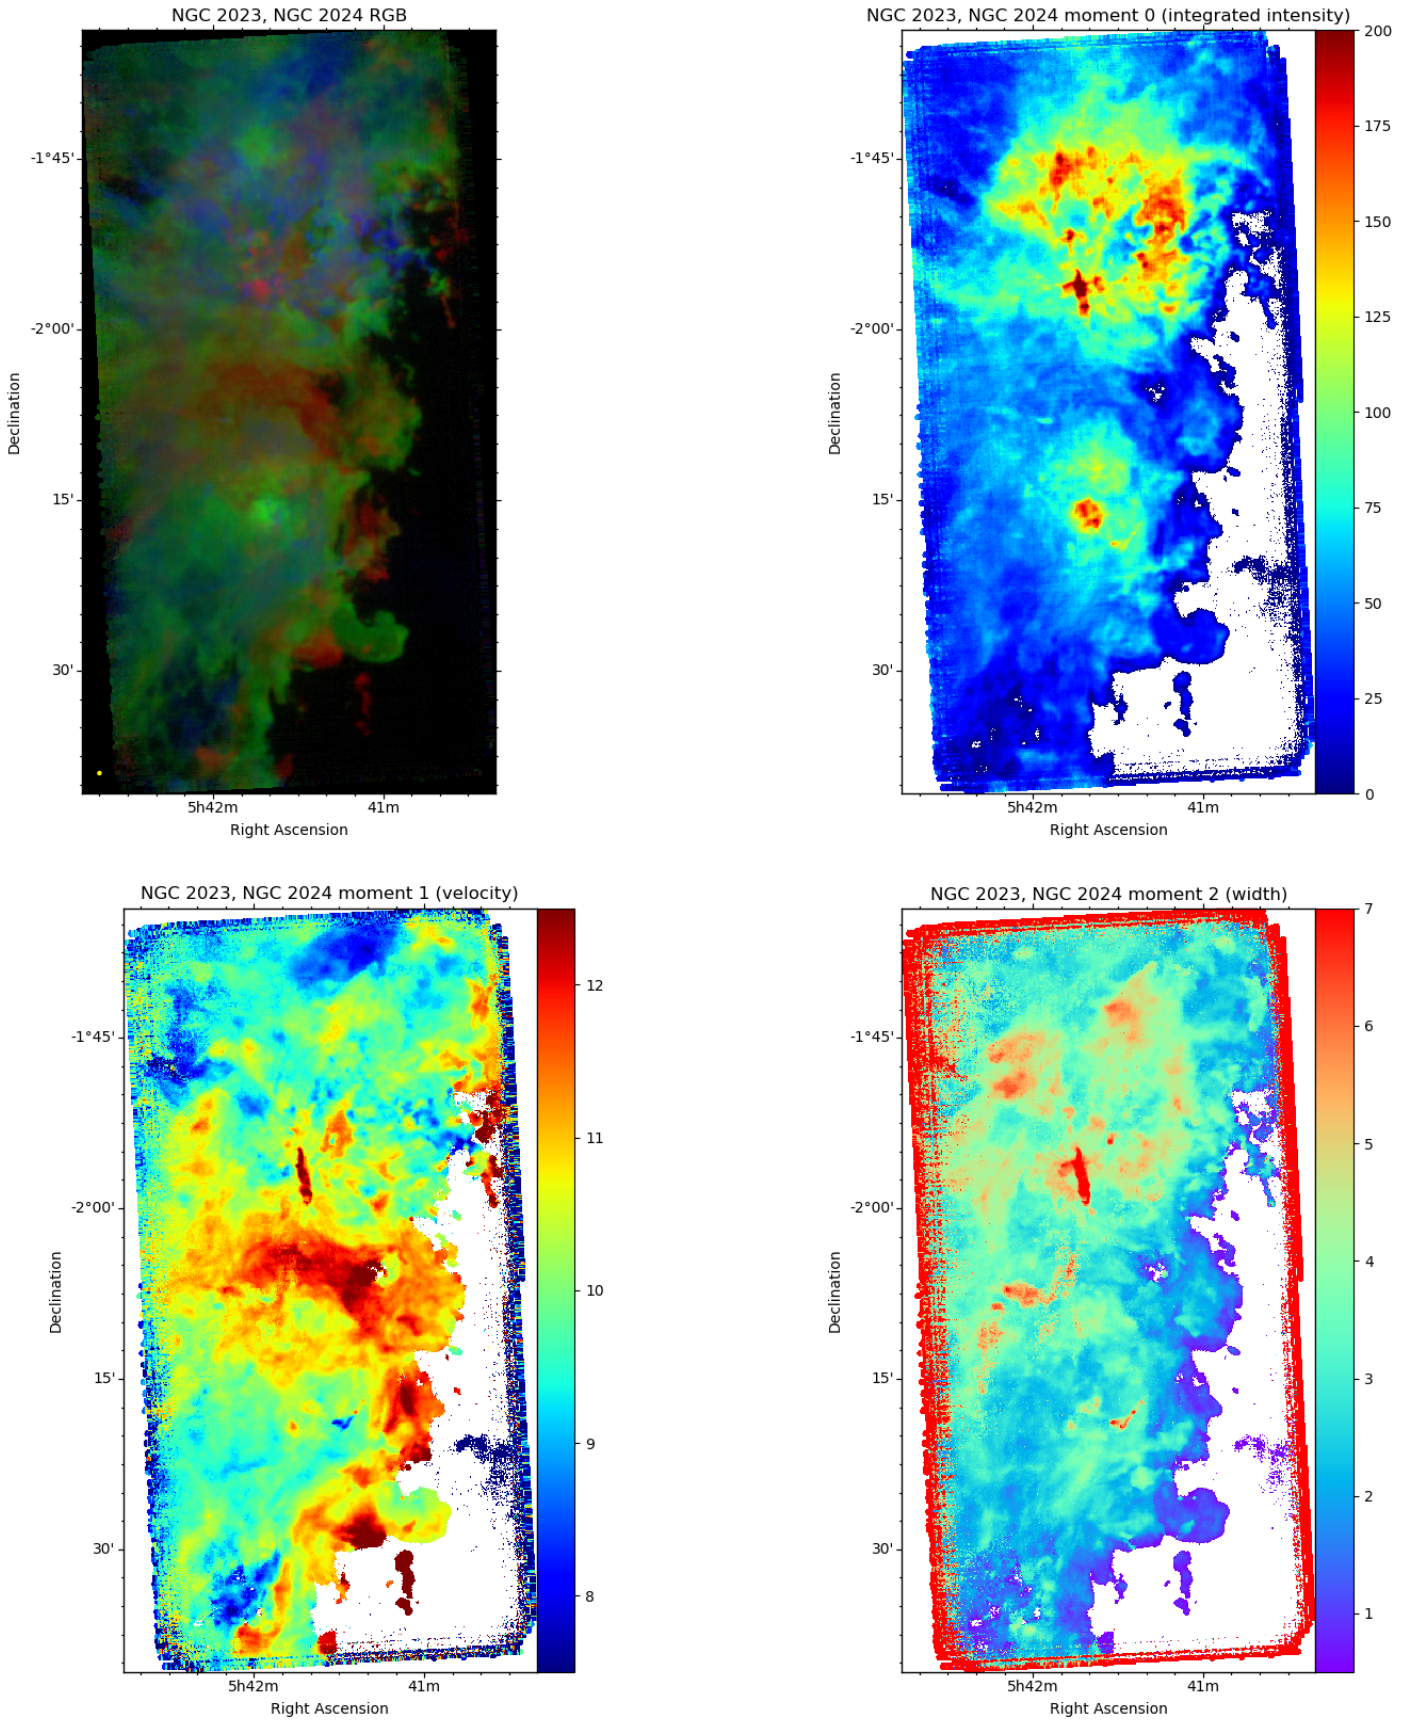 NGC 2023, NGC 2024 RGB
-1°45'
-2°00'
15'
30'
Declination
5h42m 41m
Right Ascension
NGC 2023, NGC 2024 moment 0 (integrated intensity)
-1°45'
-2°00'
15'
30'
Declination
5h42m 41m
Right Ascension
200
175
150
125
100
75
50
25
0
NGC 2023, NGC 2024 moment 1 (velocity)
-1°45'
-2°00'
15'
30'
Declination
5h42m 41m
Right Ascension
12
11
10
9
8
NGC 2023, NGC 2024 moment 2 (width)
-1°45'
-2°00'
15'
30'
Declination
5h42m 41m
Right Ascension
7
6
5
4
3
2
1